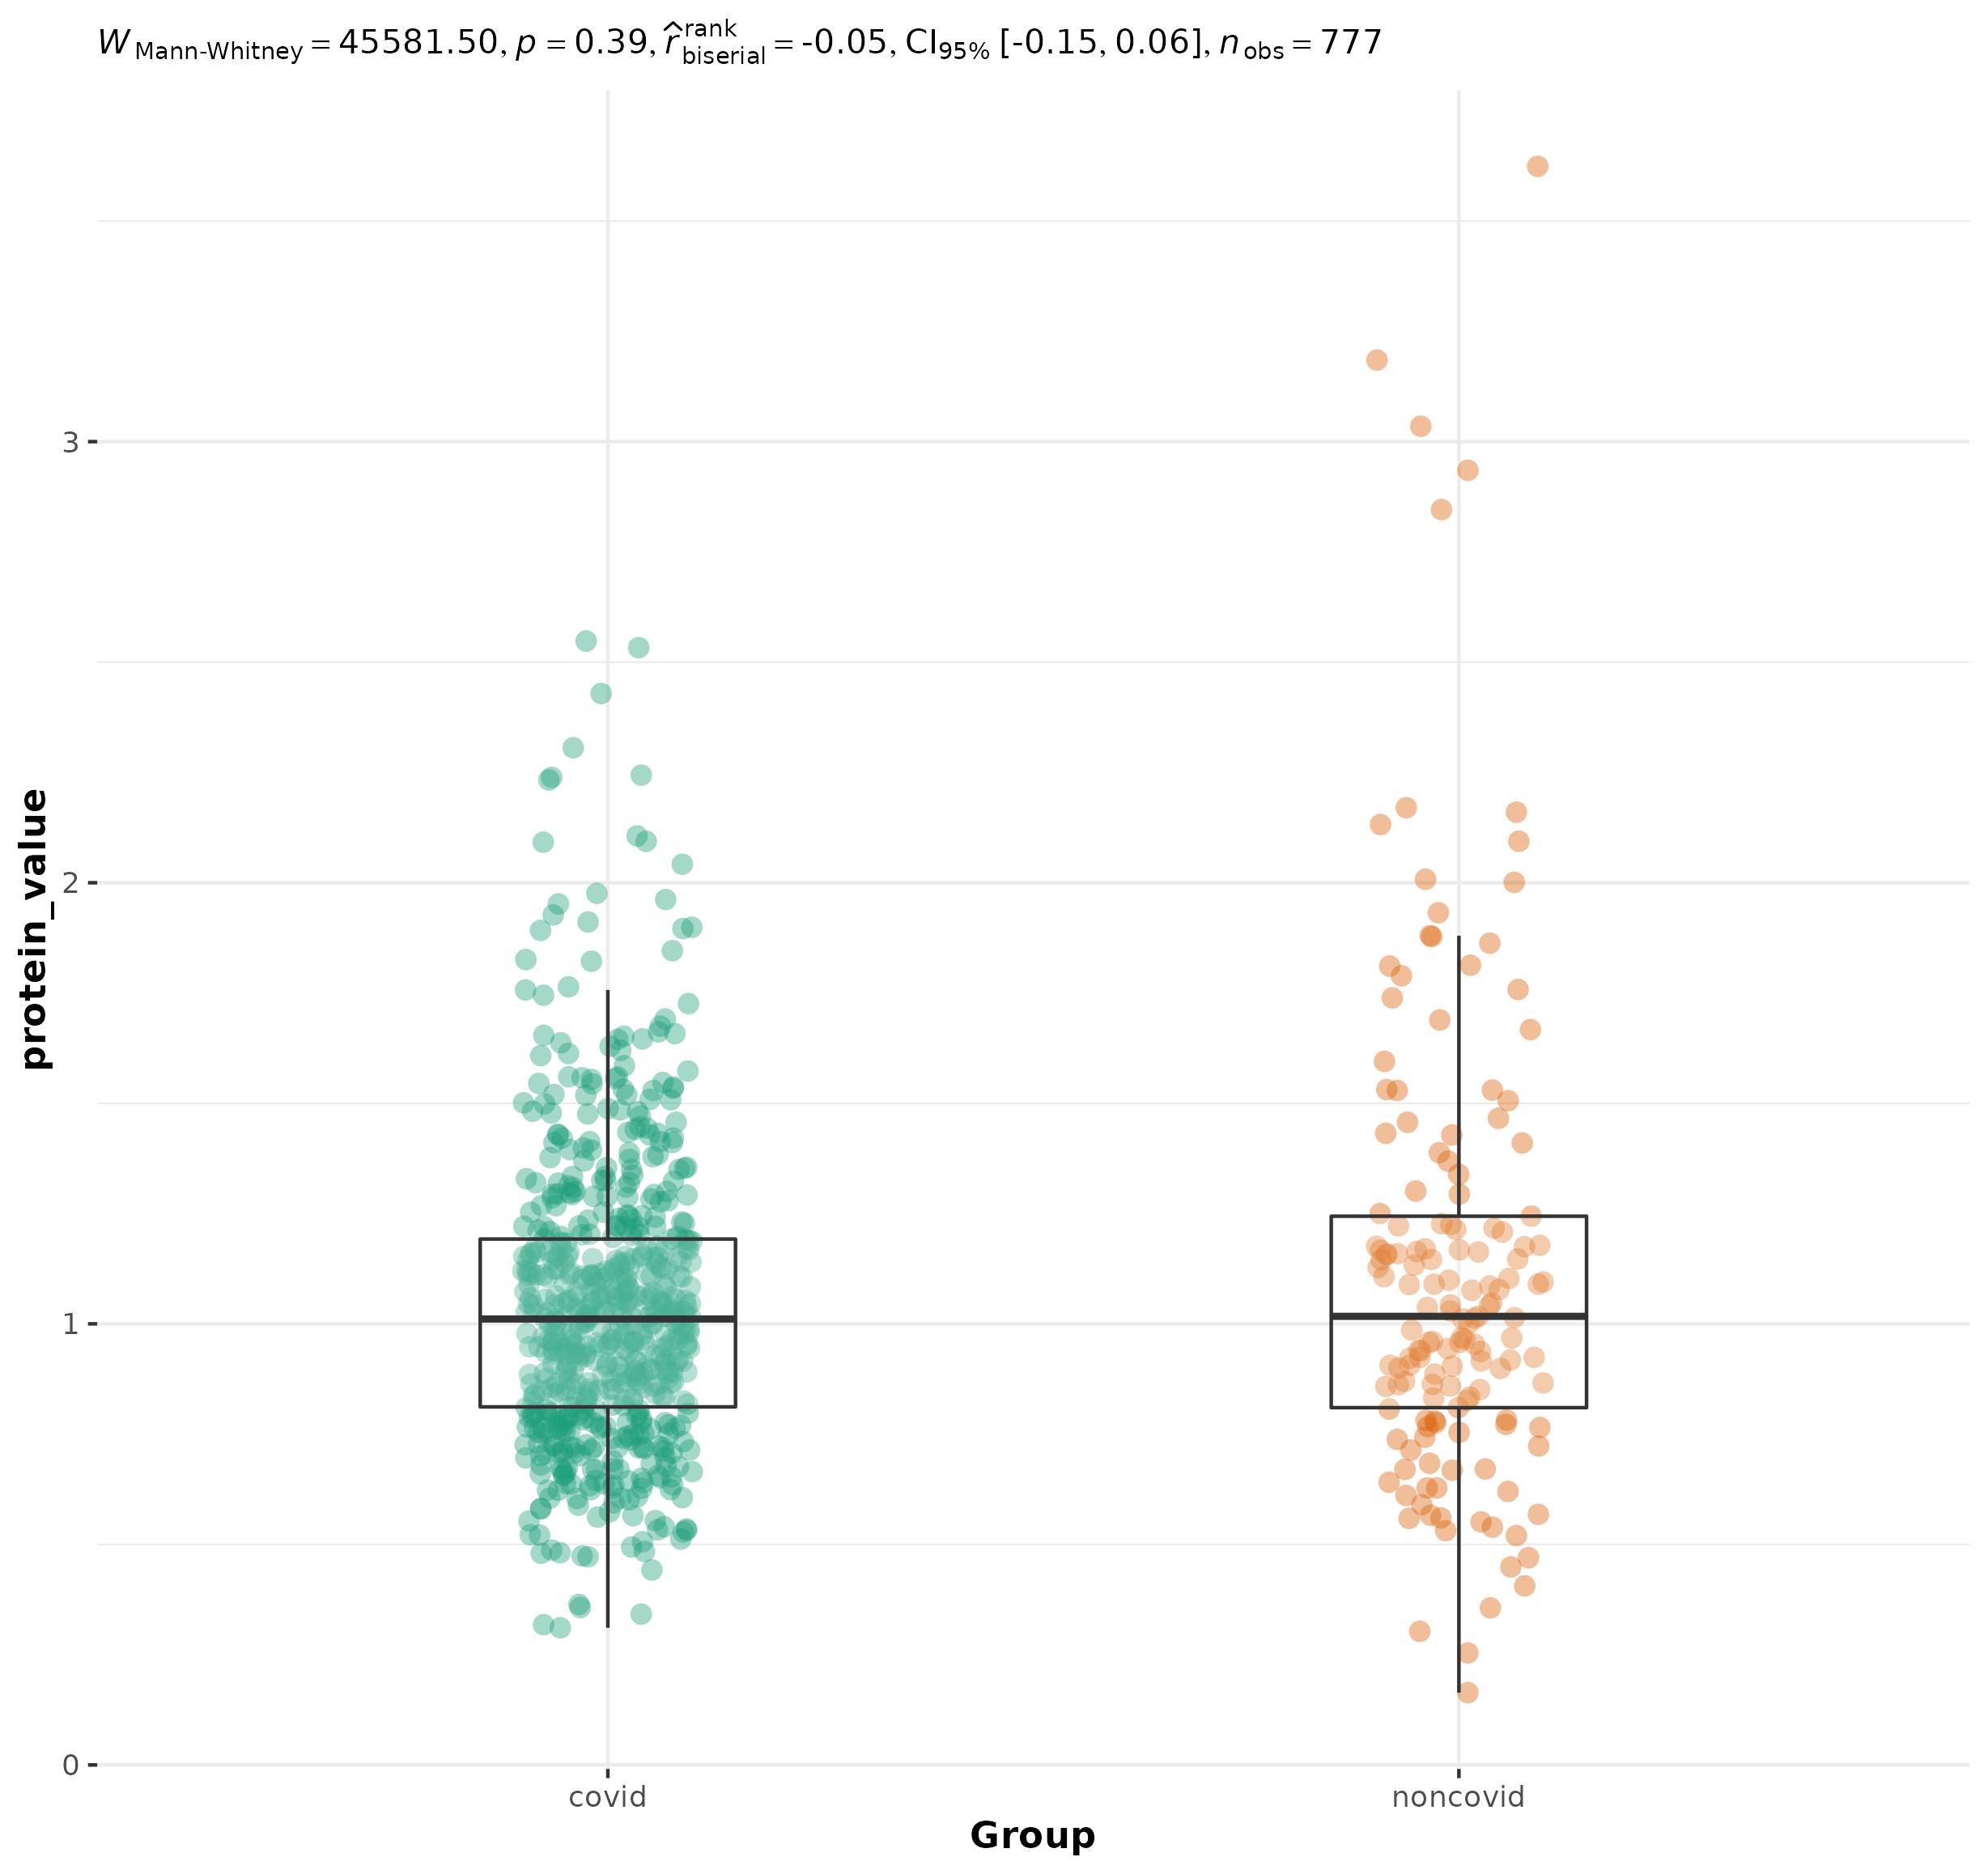 W Mann-Whitney = 45581.50, p = 0.39, r̂ rank biserial = -0.05, CI95% [-0.15, 0.06], n obs = 777
protein_value
3
2
1
0
covid noncovid
Group